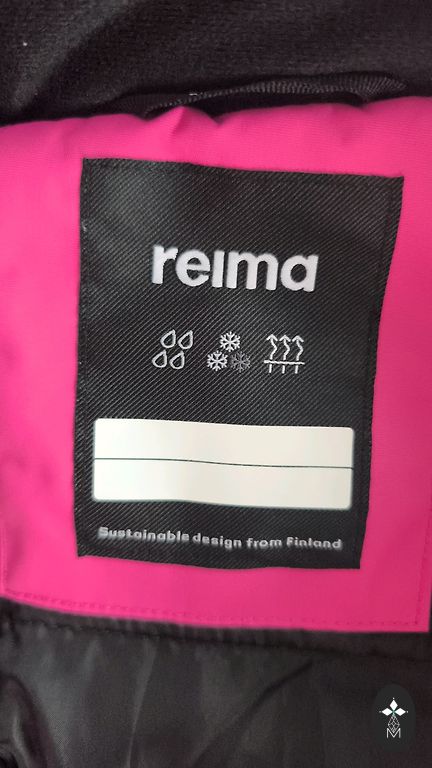 reima
Sustainable design from Finland
M